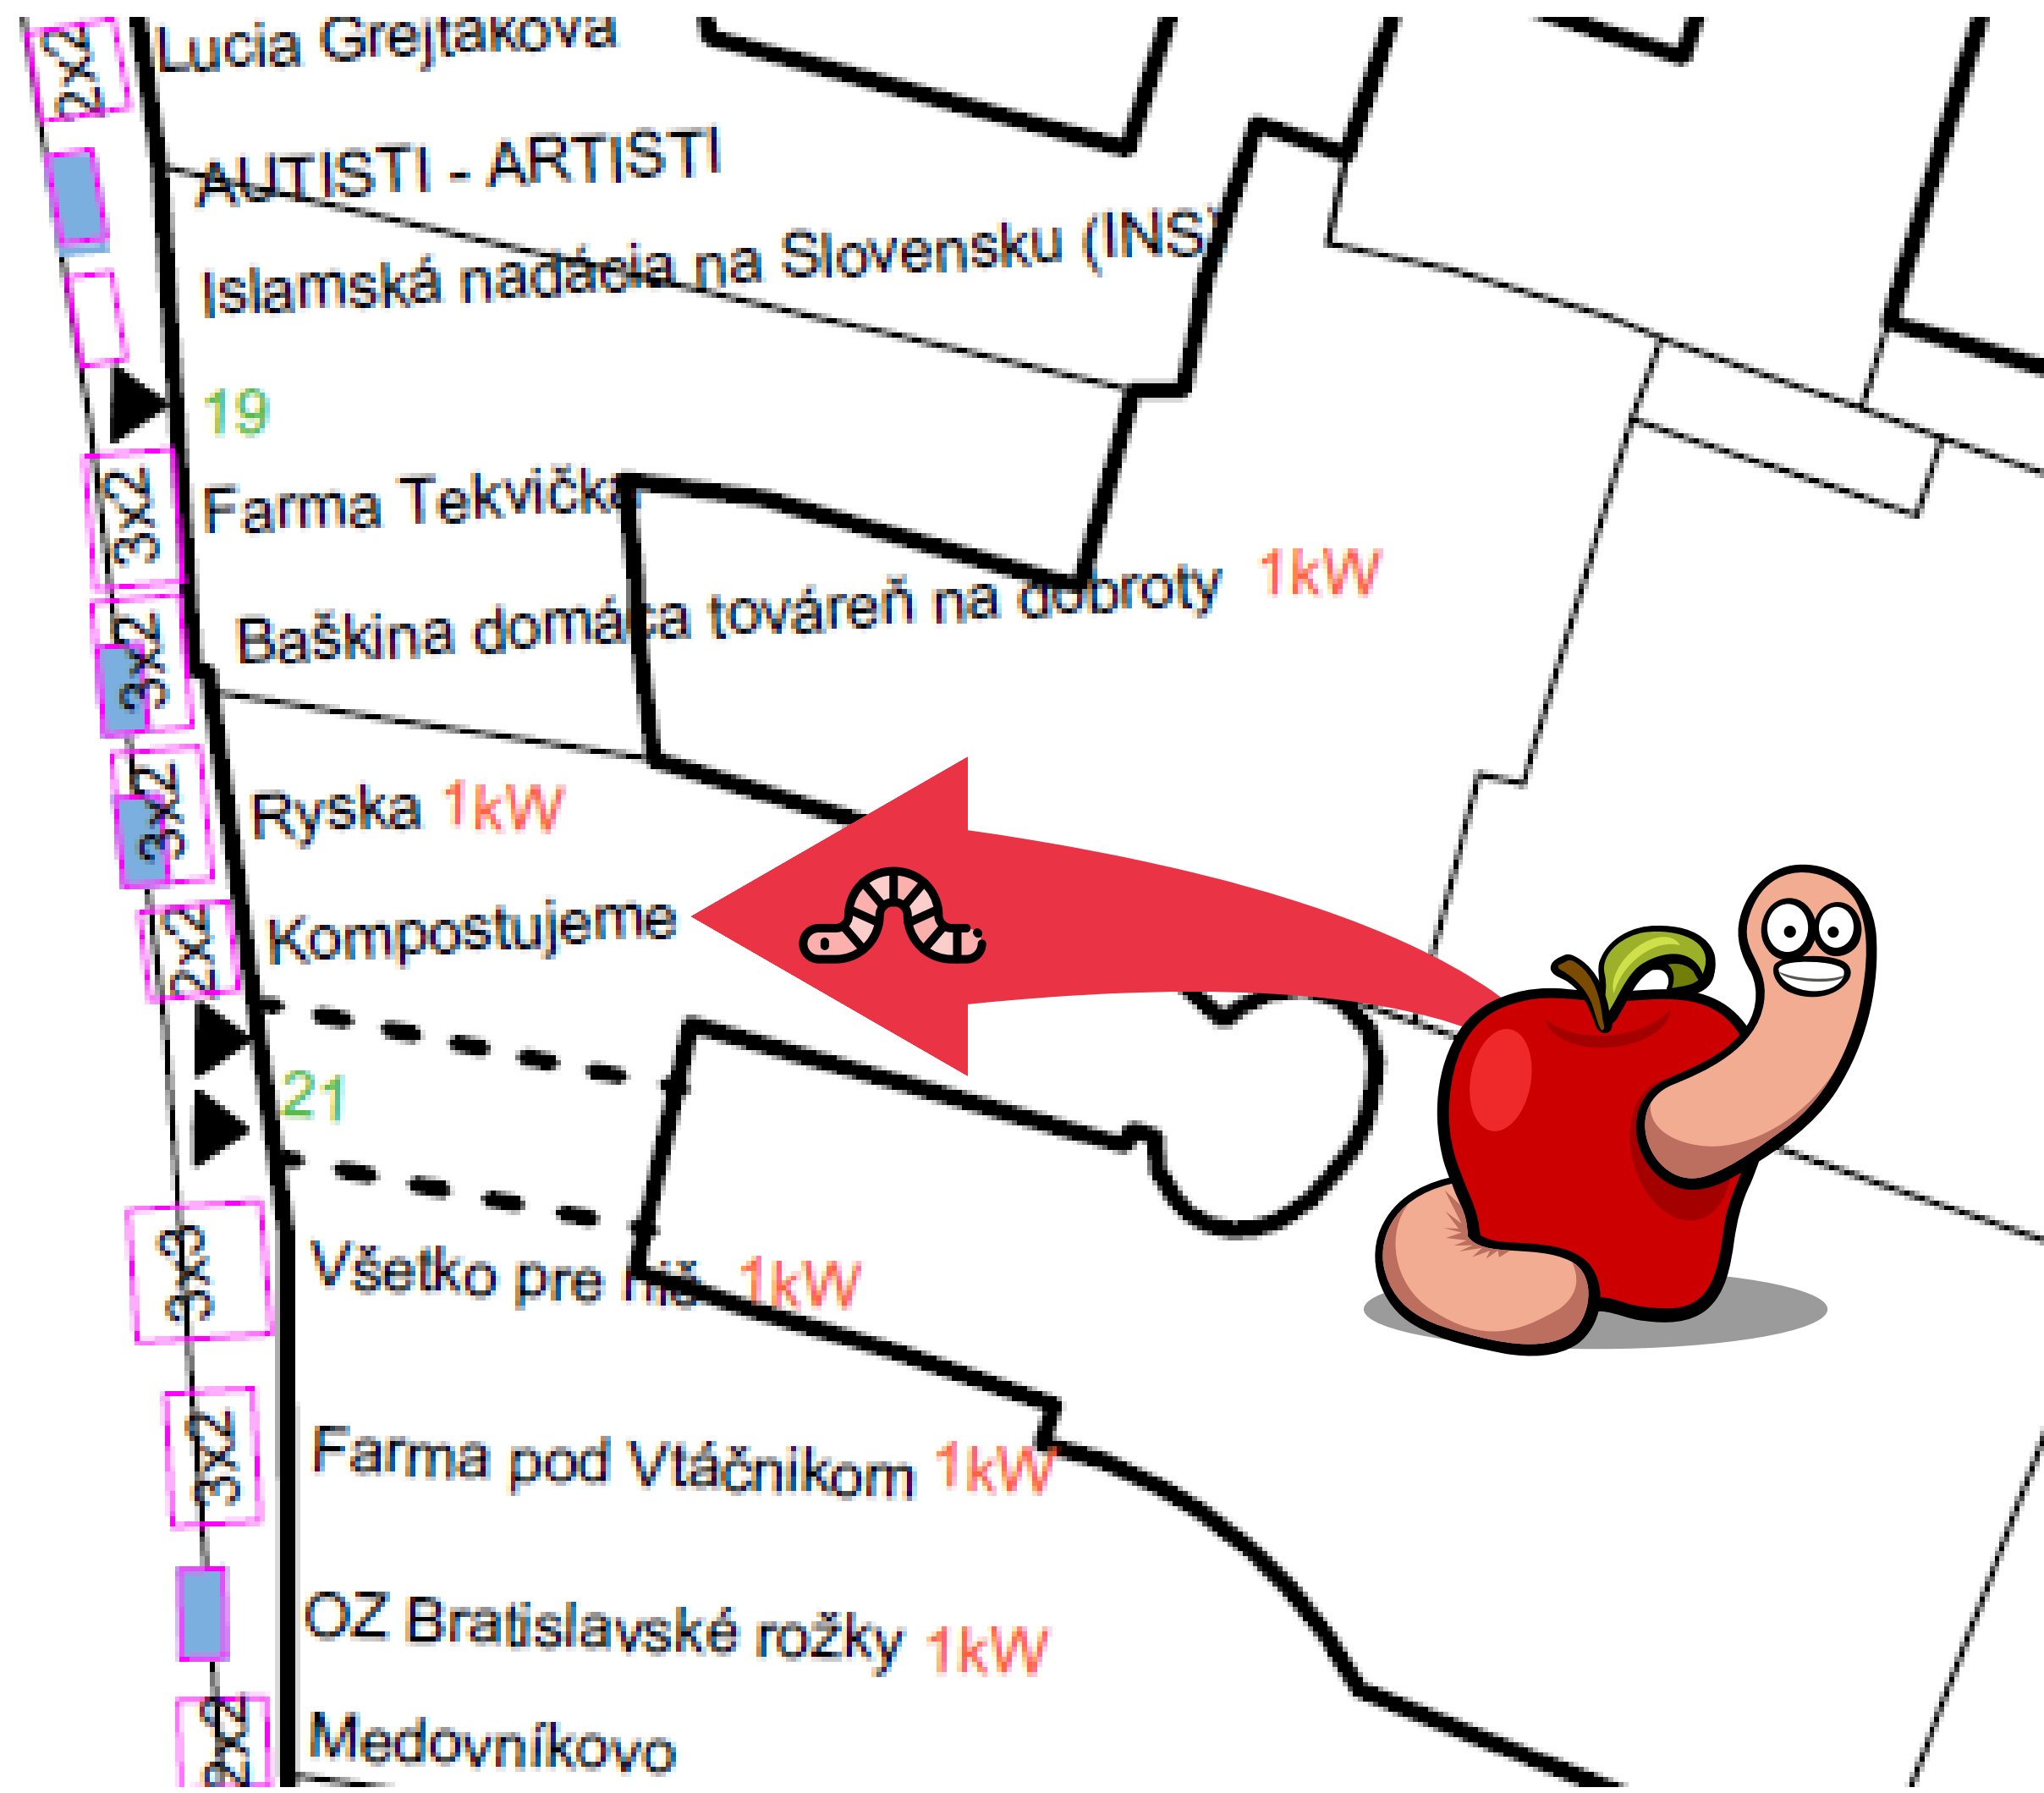 2x2 Lucia Grejtáková
AUTISTI - ARTISTI
Islamská nadácia na Slovensku (INS)
19
3x2 Farma Tekvička
3x2 Baškina domáca továreň na dobroty 1kW
3x2 Ryska 1kW
2x2 Kompostujeme
21
3x3 Všetko pre nič 1kW
3x2 Farma pod Vtáčnikom 1kW
OZ Bratislavské rožky 1kW
2x2 Medovníkovo